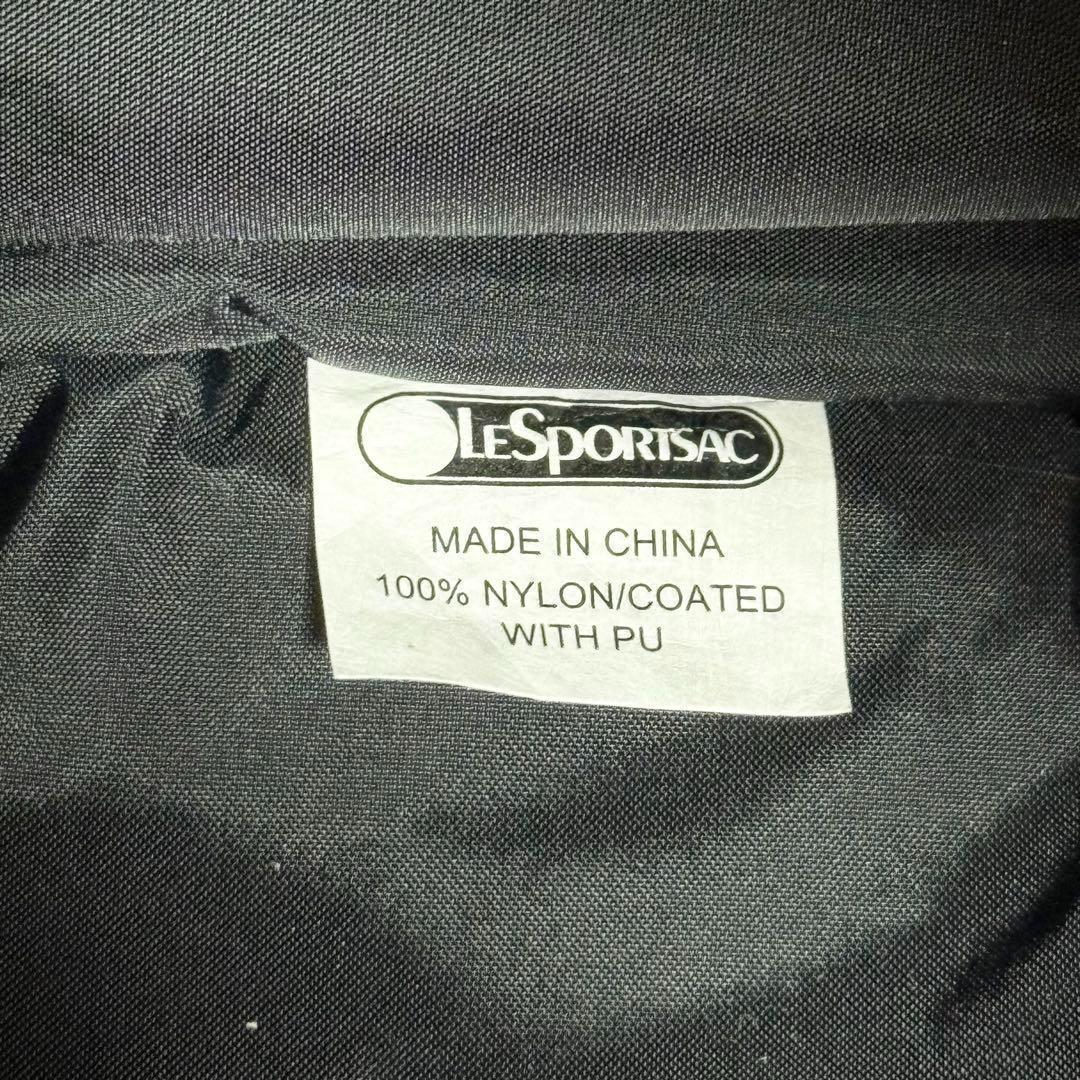 LESPORTSAC
MADE IN CHINA
100% NYLON/COATED
WITH PU